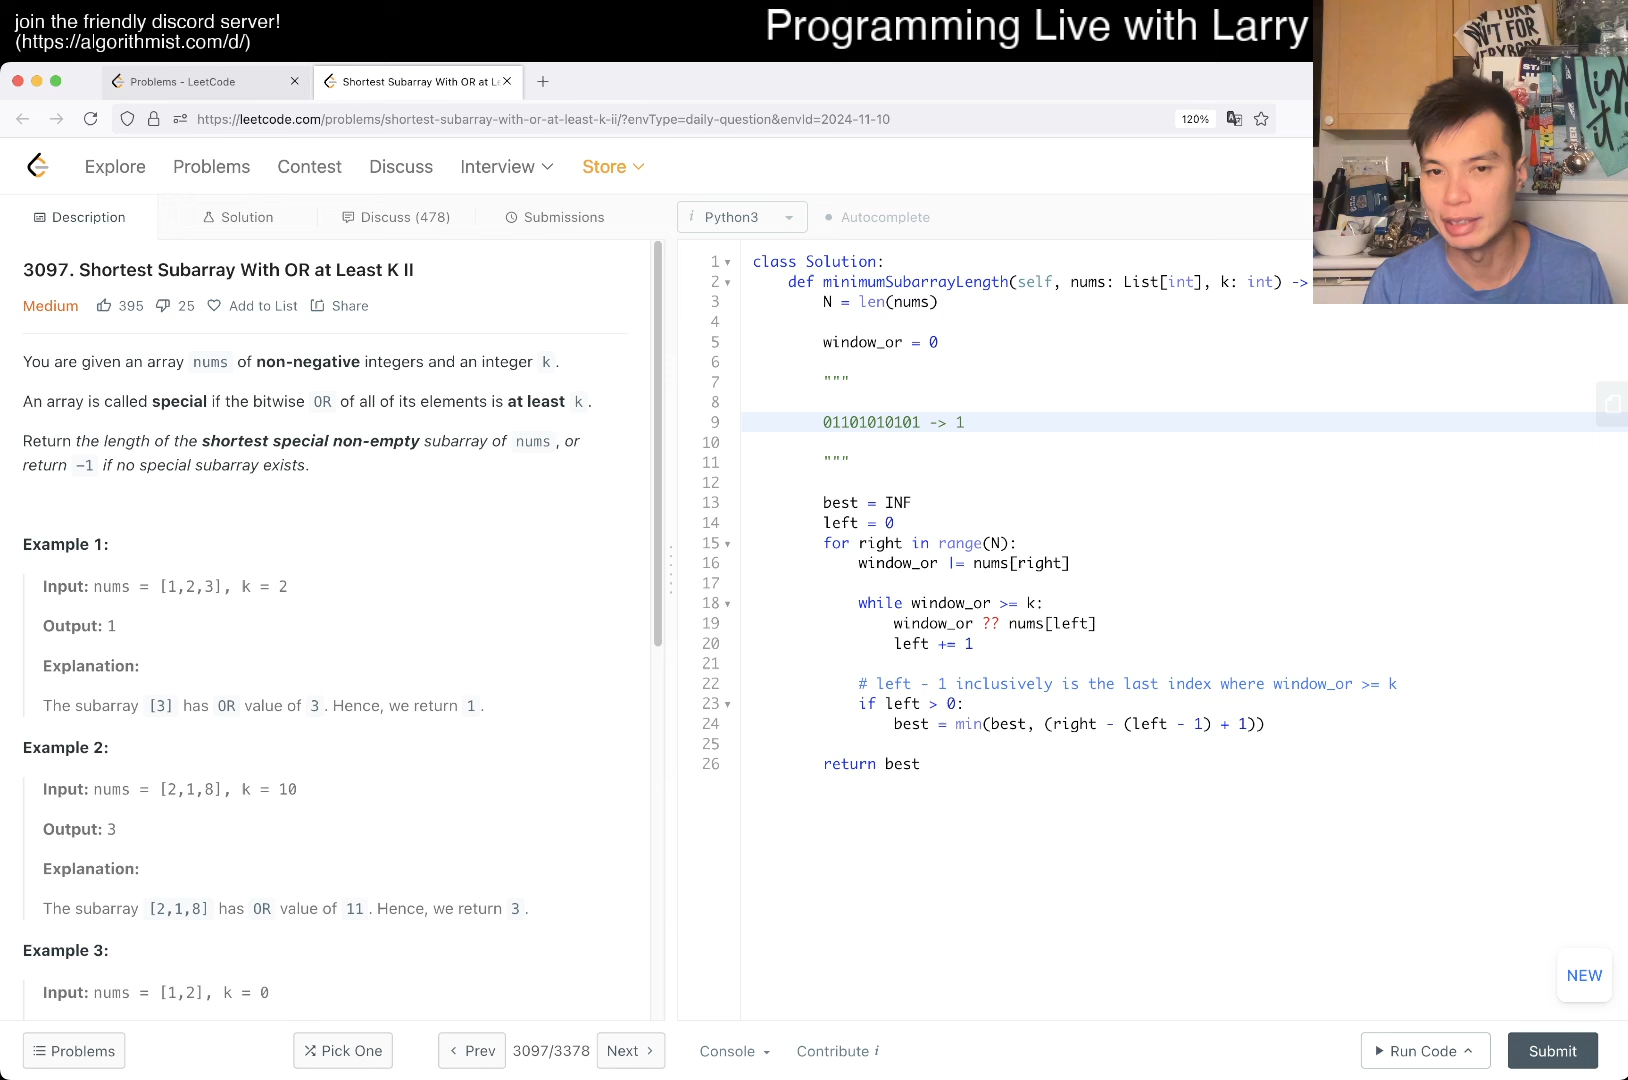 join the friendly discord server!
(https://algorithmist.com/d/)
Programming Live with Larry
Problems - LeetCode
Shortest Subarray With OR at L
https://leetcode.com/problems/shortest-subarray-with-or-at-least-k-ii/?envType=daily-question&envId=2024-11-10
120%
Explore
Problems
Contest
Discuss
Interview
Store
Description
Solution
Discuss (478)
Submissions
i Python3
Autocomplete
3097. Shortest Subarray With OR at Least K II
Medium
395
25
Add to List
Share
You are given an array nums of non-negative integers and an integer k.
An array is called special if the bitwise OR of all of its elements is at least k.
Return the length of the shortest special non-empty subarray of nums, or
return -1 if no special subarray exists.
Example 1:
Input: nums = [1,2,3], k = 2
Output: 1
Explanation:
The subarray [3] has OR value of 3. Hence, we return 1.
Example 2:
Input: nums = [2,1,8], k = 10
Output: 3
Explanation:
The subarray [2,1,8] has OR value of 11. Hence, we return 3.
Example 3:
Input: nums = [1,2], k = 0
1 class Solution:
2 def minimumSubarrayLength(self, nums: List[int], k: int) ->
3 N = len(nums)
4
5 window_or = 0
6
7 """
8
9 01101010101 -> 1
10
11 """
12
13 best = INF
14 left = 0
15 for right in range(N):
16 window_or |= nums[right]
17
18 while window_or >= k:
19 window_or ?? nums[left]
20 left += 1
21
22 # left - 1 inclusively is the last index where window_or >= k
23 if left > 0:
24 best = min(best, (right - (left - 1) + 1))
25
26 return best
NEW
Problems
Pick One
Prev
3097/3378
Next
Console
Contribute i
Run Code
Submit